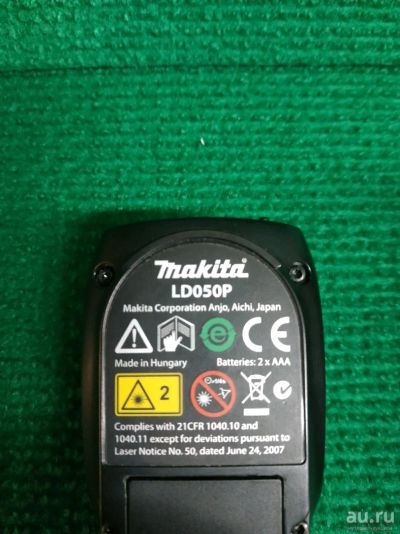 makita
LD050P
Makita Corporation Anjo, Aichi, Japan
CE
Made in Hungary Batteries: 2 x AAA
2
Complies with 21CFR 1040.10 and
1040.11 except for deviations pursuant to
Laser Notice No. 50, dated June 24, 2007
au.ru